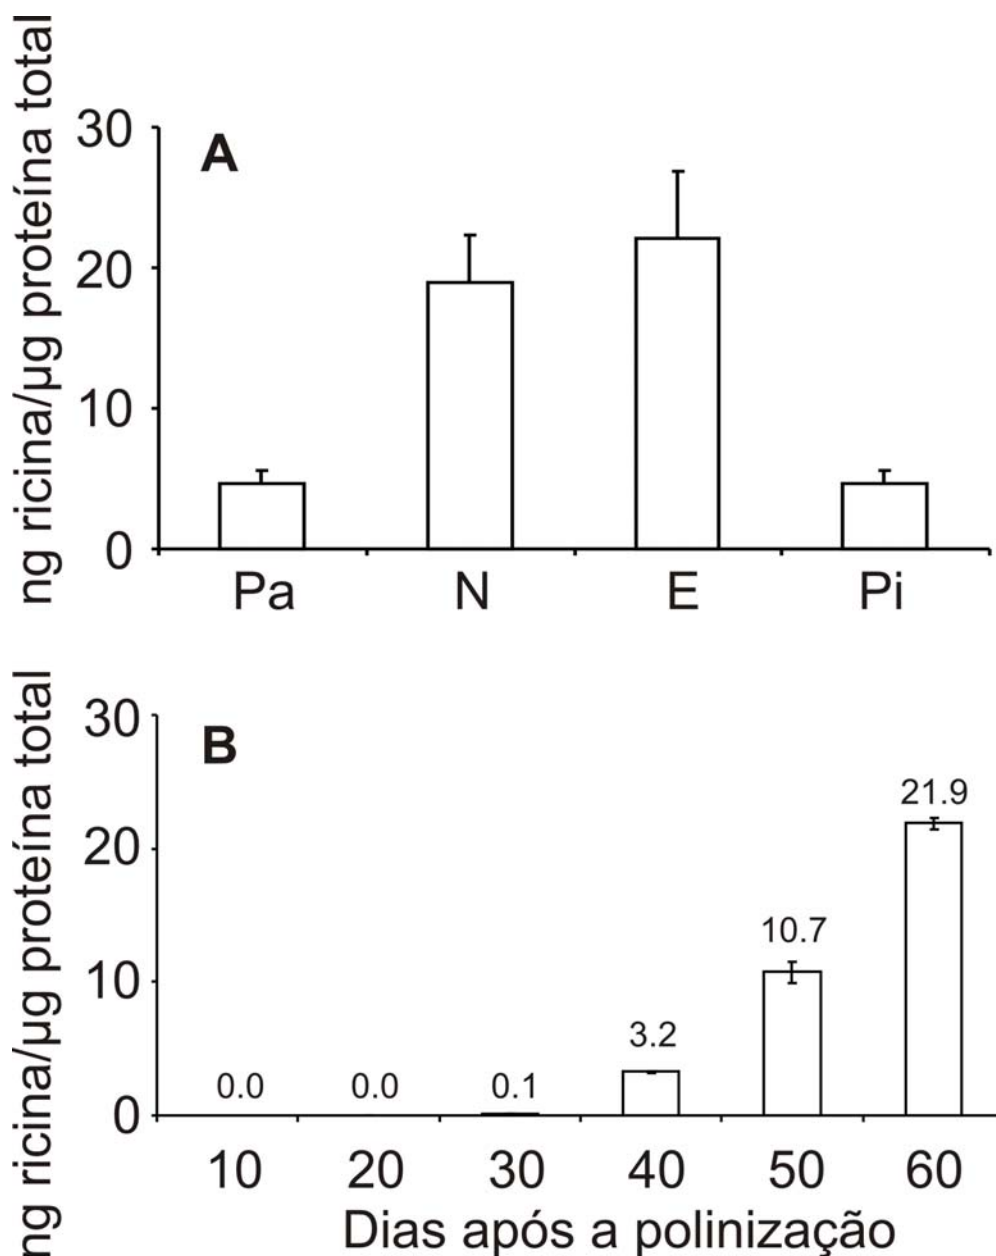 ng ricina/µg proteína total
A
30
20
10
0
Pa N E Pi
ng ricina/µg proteína total
B
30
20
10
0
0.0 0.0 0.1 3.2 10.7 21.9
10 20 30 40 50 60
Dias após a polinização